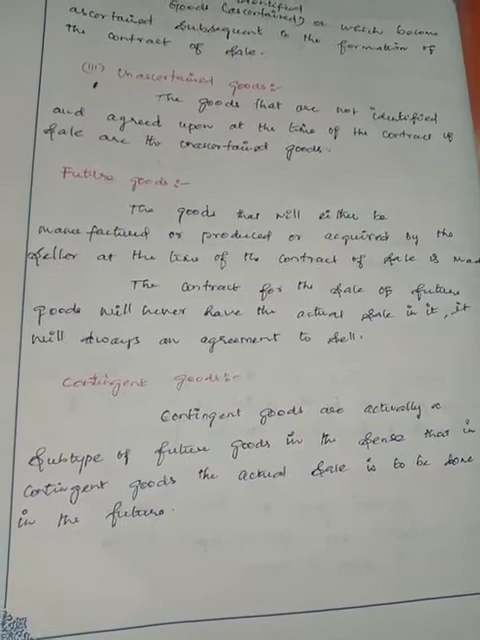 identified
Goods (ascertained) or which become
ascertained subsequent to the formation of
the contract of sale.
(iii) Unascertained goods:-
The goods that are not identified
and agreed upon at the time of the contract of
sale are the unascertained goods.
Future goods:-
The goods that will either be
manufactured or produced or acquired by the
seller at the time of the contract of sale is made
The contract for the sale of future
goods will never have the actual sale in it, it
will always an agreement to sell.
Contingent goods:-
Contingent goods are actually a
subtype of future goods in the sense that in
contingent goods the actual sale is to be done
in the future.